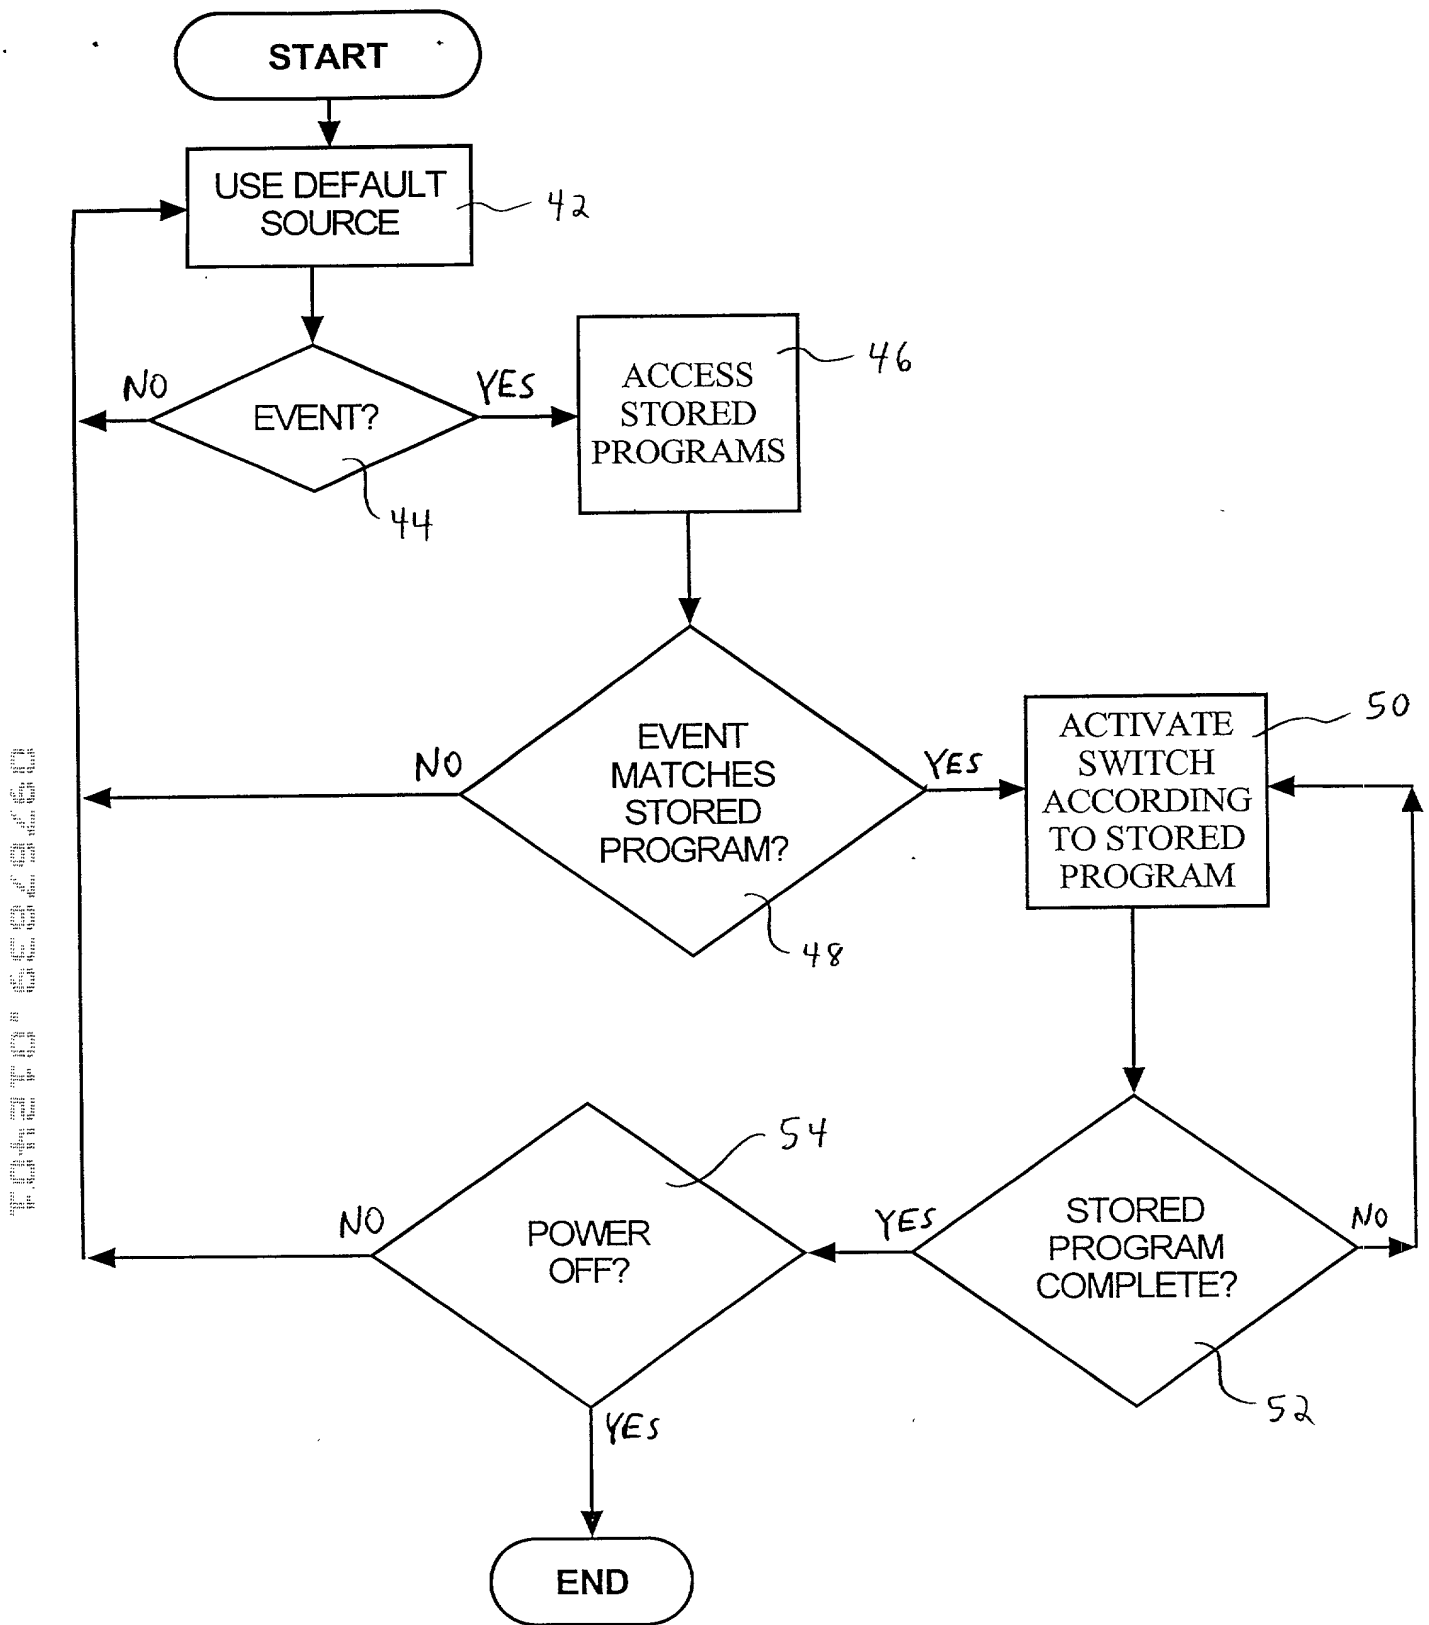 START
USE DEFAULT
SOURCE
42
NO
EVENT?
YES
44
ACCESS
STORED
PROGRAMS
46
NO
EVENT
MATCHES
STORED
PROGRAM?
YES
48
ACTIVATE
SWITCH
ACCORDING
TO STORED
PROGRAM
50
NO
POWER
OFF?
54
YES
STORED
PROGRAM
COMPLETE?
NO
52
YES
END